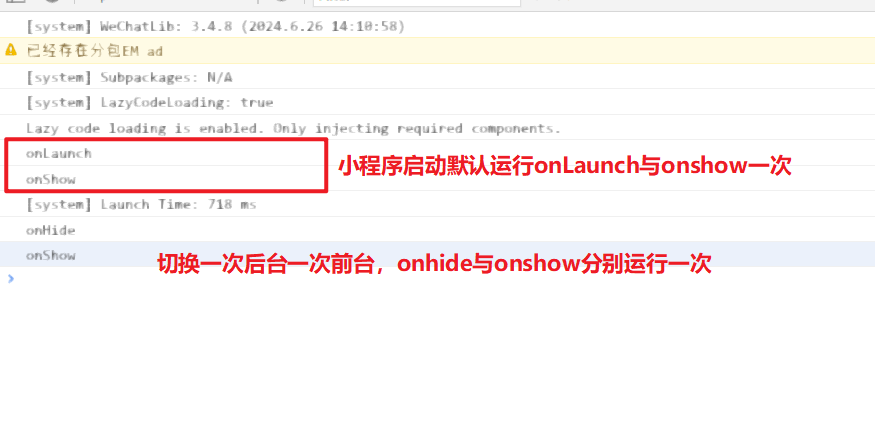 [system] WeChatLib: 3.4.8 (2024.6.26 14:10:58)
已经存在分包EM ad
[system] Subpackages: N/A
[system] LazyCodeLoading: true
Lazy code loading is enabled. Only injecting required components.
onLaunch
小程序启动默认运行onLaunch与onshow一次
onShow
[system] Launch Time: 718 ms
onHide
onShow
切换一次后台一次前台，onhide与onshow分别运行一次